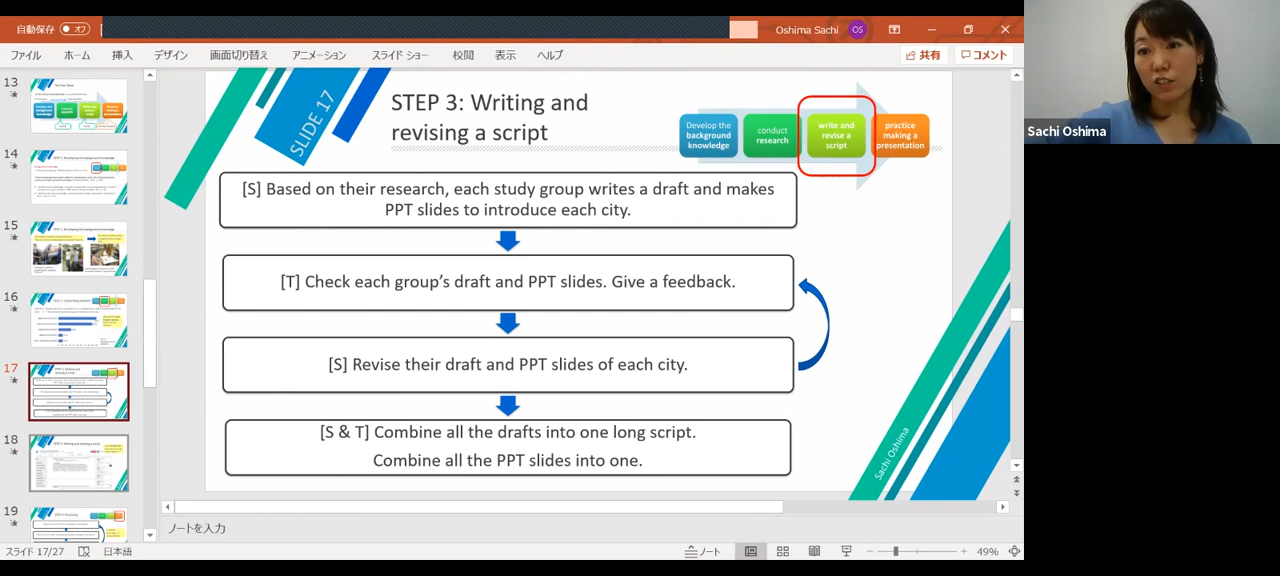 自動保存
オフ
Oshima Sachi
OS
ファイル
ホーム
挿入
デザイン
画面切り替え
アニメーション
スライド ショー
校閲
表示
ヘルプ
共有
コメント
13
14
15
16
17
18
19
SLIDE 17
STEP 3: Writing and
revising a script
Develop the
background
knowledge
conduct
research
write and
revise a
script
practice
making a
presentation
[S] Based on their research, each study group writes a draft and makes
PPT slides to introduce each city.
[T] Check each group's draft and PPT slides. Give a feedback.
[S] Revise their draft and PPT slides of each city.
[S & T] Combine all the drafts into one long script.
Combine all the PPT slides into one.
Sachi Oshima
ノートを入力
スライド 17/27
日本語
ノート
49%
Sachi Oshima